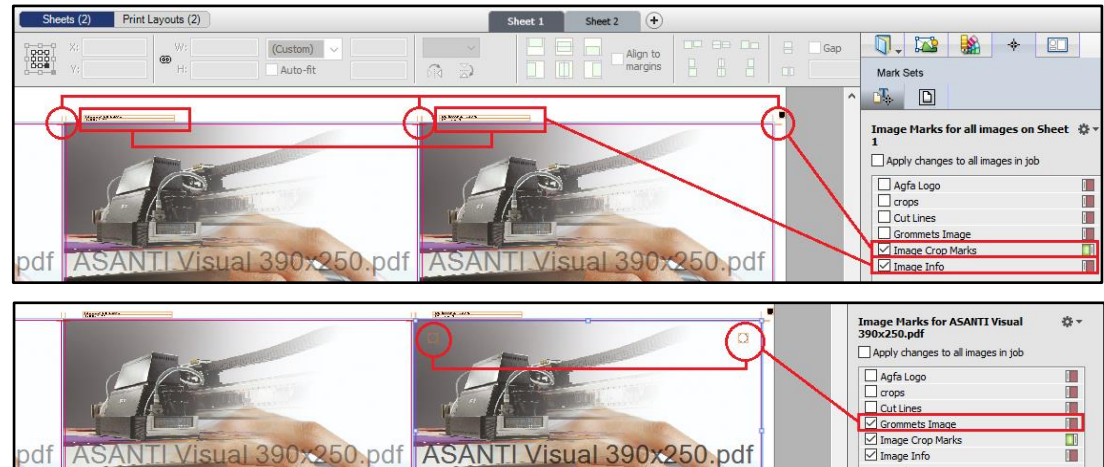 Sheets (2) Print Layouts (2) Sheet 1 Sheet 2 +
X: W: (Custom) Align to margins Gap
Y: H: Auto-fit
Mark Sets
Image Marks for all images on Sheet
1
Apply changes to all images in job
Agfa Logo
crops
Cut Lines
Grommets Image
Image Crop Marks
Image Info
pdf ASANTI Visual 390x250.pdf ASANTI Visual 390x250.pdf
Image Marks for ASANTI Visual
390x250.pdf
Apply changes to all images in job
Agfa Logo
crops
Cut Lines
Grommets Image
Image Crop Marks
Image Info
pdf ASANTI Visual 390x250.pdf ASANTI Visual 390x250.pdf